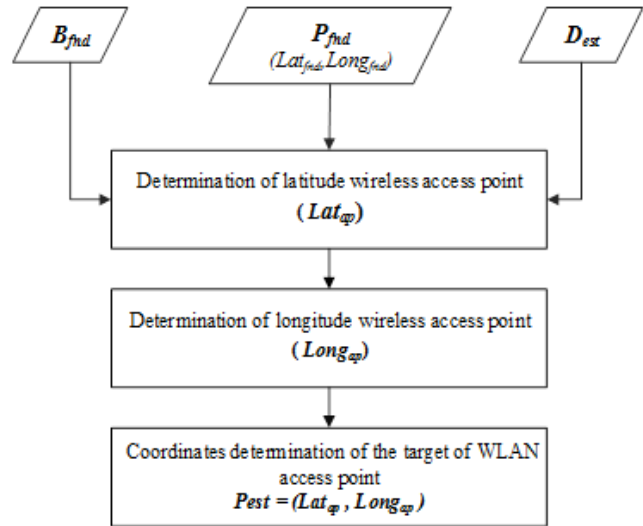 B_fnd
P_fnd
(Lat_fnd, Long_fnd)
D_est
Determination of latitude wireless access point
( Lat_ap)
Determination of longitude wireless access point
( Long_ap)
Coordinates determination of the target of WLAN
access point
Pest = (Lat_ap , Long_ap )